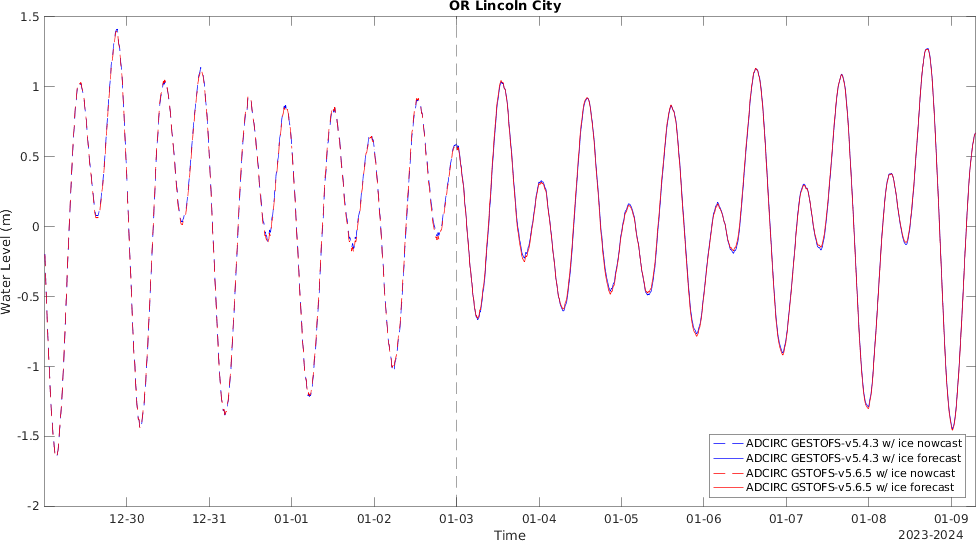 OR Lincoln City
1.5
1
0.5
0
-0.5
-1
-1.5
-2
Water Level (m)
ADCIRC GESTOFS-v5.4.3 w/ ice nowcast
ADCIRC GESTOFS-v5.4.3 w/ ice forecast
ADCIRC GSTOFS-v5.6.5 w/ ice nowcast
ADCIRC GSTOFS-v5.6.5 w/ ice forecast
12-30 12-31 01-01 01-02 01-03 01-04 01-05 01-06 01-07 01-08 01-09
Time
2023-2024